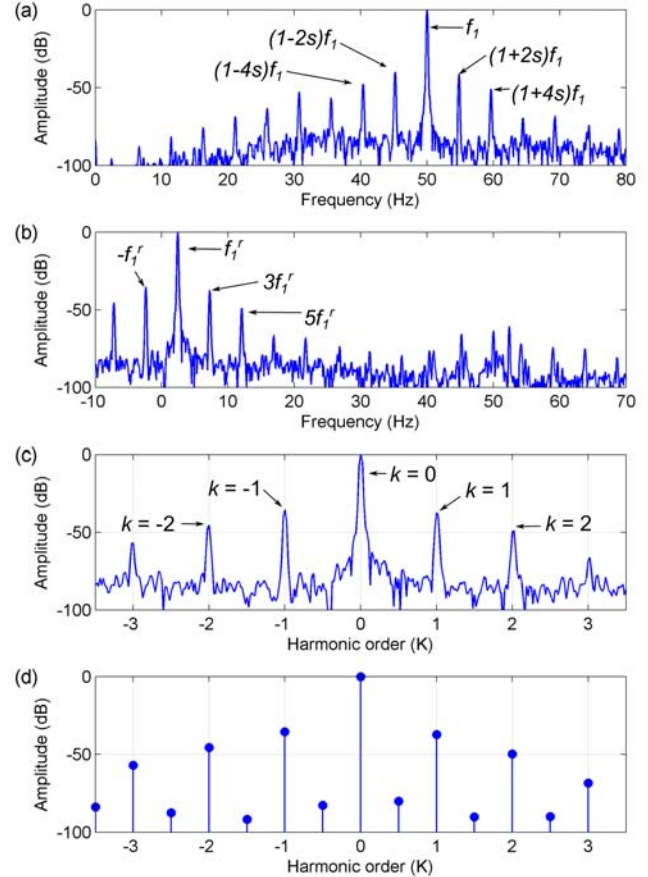 (a)
0
-50
-100
Amplitude (dB)
(1-4s)f₁
(1-2s)f₁
f₁
(1+2s)f₁
(1+4s)f₁
0 10 20 30 40 50 60 70 80
Frequency (Hz)
(b)
0
-50
-100
Amplitude (dB)
-f₁ʳ
f₁ʳ
3f₁ʳ
5f₁ʳ
-10 0 10 20 30 40 50 60 70
Frequency (Hz)
(c)
0
-50
-100
Amplitude (dB)
k = -2
k = -1
k = 0
k = 1
k = 2
-3 -2 -1 0 1 2 3
Harmonic order (K)
(d)
0
-50
-100
Amplitude (dB)
-3 -2 -1 0 1 2 3
Harmonic order (K)